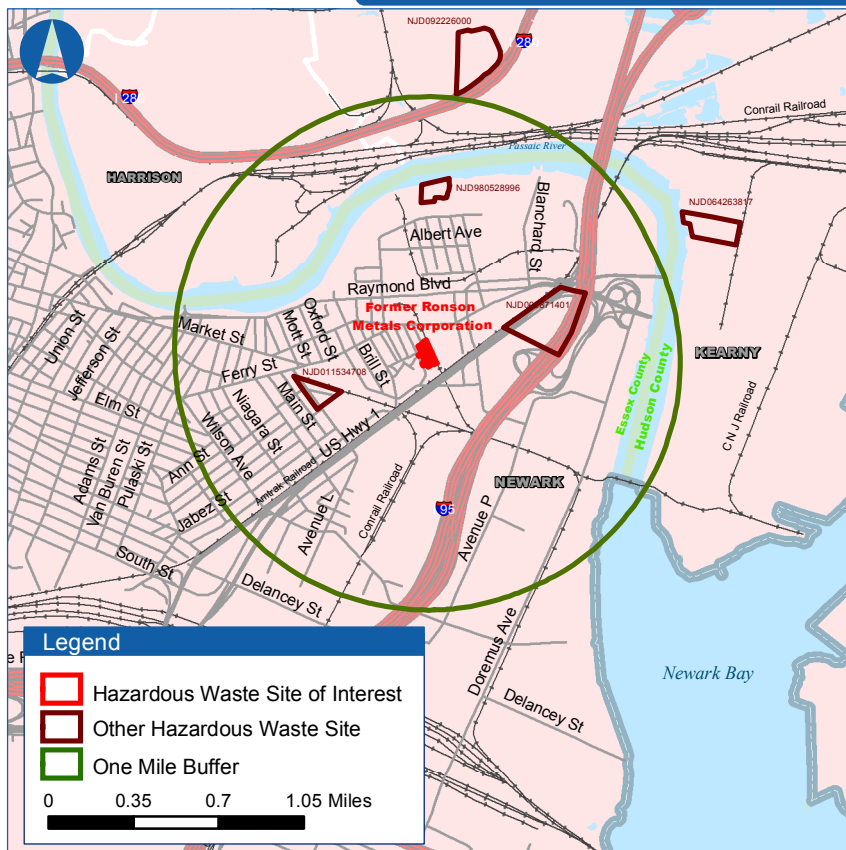 NJD092226000
280
I 280
Conrail Railroad
Passaic River
HARRISON
NJD980528996
NJD064263817
Blanchard St
Albert Ave
Raymond Blvd
Former Ronson
Metals Corporation
Market St
Oxford St
Mott St
Union St
Jefferson St
Ferry St
Brill St
NJD011534708
Main St
Elm St
Niagara St
Wilson Ave
US Hwy 1
Adams St
Van Buren St
Pulaski St
Ann St
Amtrak Railroad
Jabez St
Avenue L
Conrail Railroad
South St
Delancey St
95
Avenue P
NEWARK
Essex County
Hudson County
KEARNY
C N J Railroad
Doremus Ave
Delancey St
Newark Bay
Legend
Hazardous Waste Site of Interest
Other Hazardous Waste Site
One Mile Buffer
0 0.35 0.7 1.05 Miles